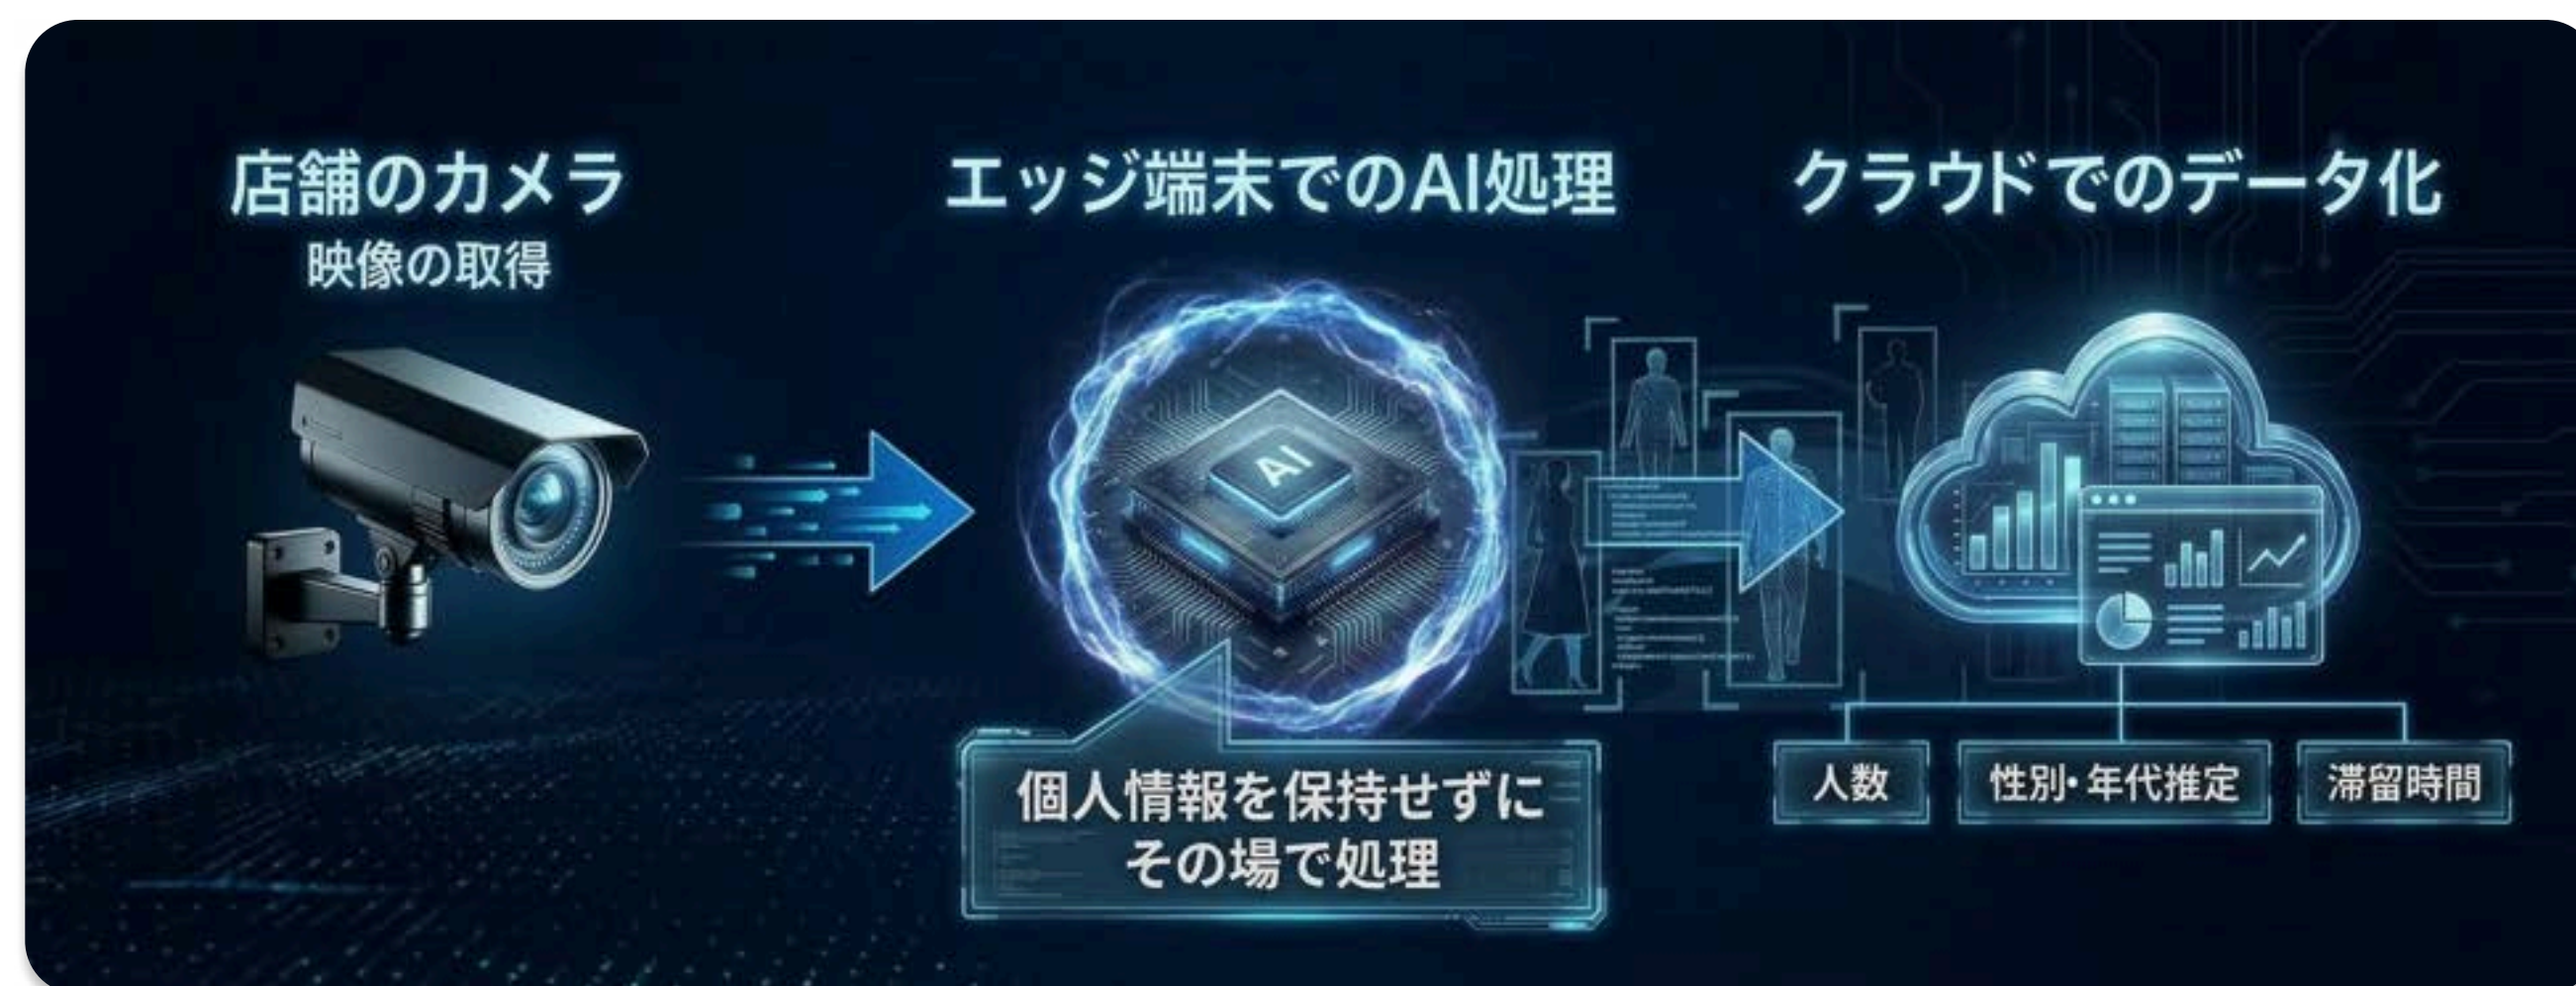 店舗のカメラ
映像の取得
エッジ端末でのAI処理
クラウドでのデータ化
AI
個人情報を保持せずに
その場で処理
人数
性別・年代推定
滞留時間